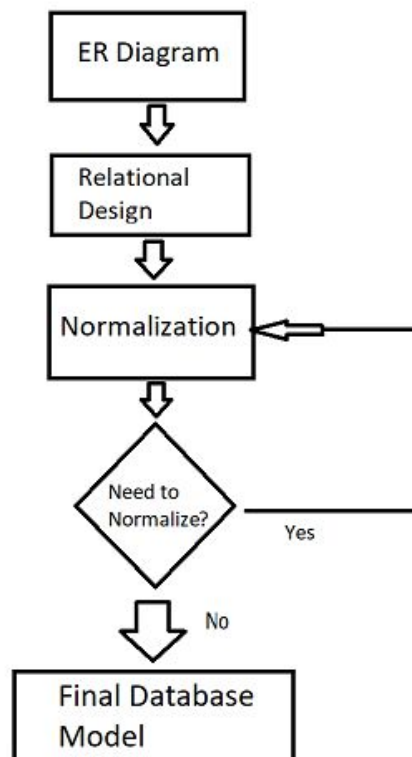 ER Diagram
Relational
Design
Normalization
Need to
Normalize?
Yes
No
Final Database
Model